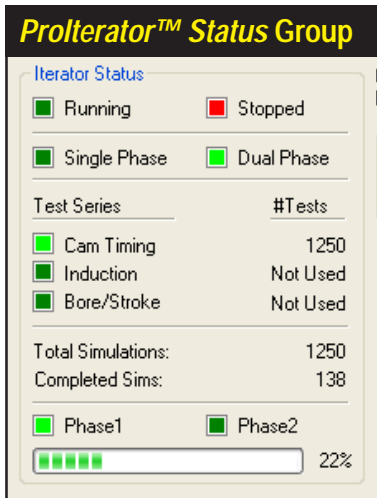 ProIterator™ Status Group
Iterator Status
Running Stopped
Single Phase Dual Phase
Test Series #Tests
Cam Timing 1250
Induction Not Used
Bore/Stroke Not Used
Total Simulations: 1250
Completed Sims: 138
Phase1 Phase2
22%